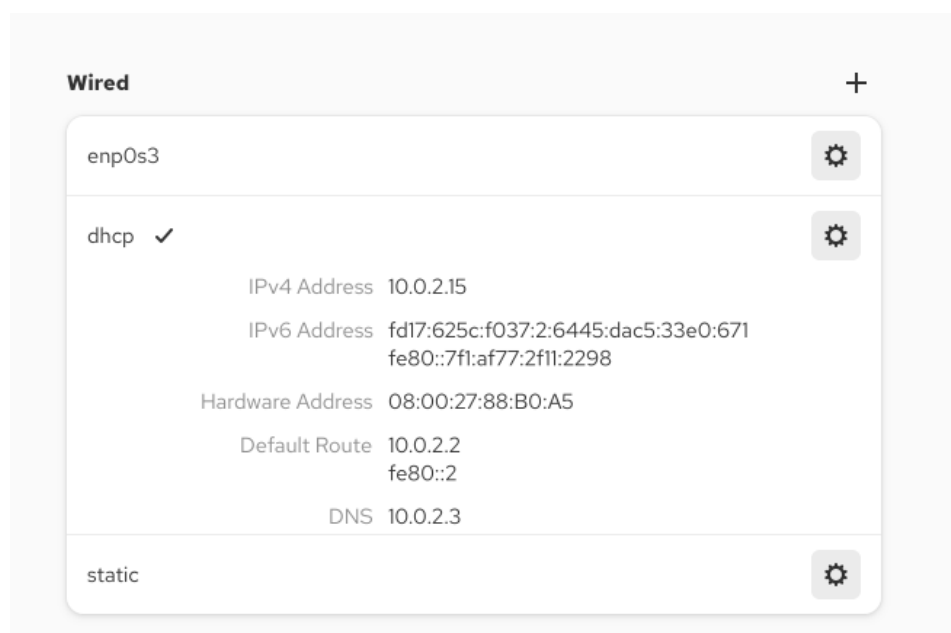 Wired
enp0s3
dhcp
IPv4 Address 10.0.2.15
IPv6 Address fd17:625c:f037:2:6445:dac5:33e0:671
fe80::7f1:af77:2f11:2298
Hardware Address 08:00:27:88:B0:A5
Default Route 10.0.2.2
fe80::2
DNS 10.0.2.3
static